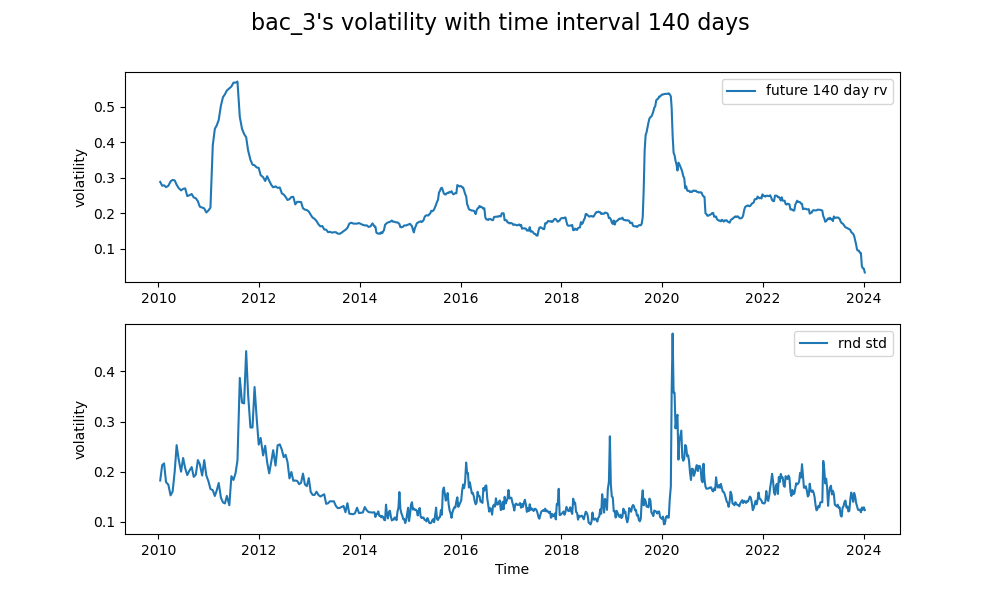 bac_3's volatility with time interval 140 days
future 140 day rv
volatility
0.5
0.4
0.3
0.2
0.1
2010 2012 2014 2016 2018 2020 2022 2024
rnd std
volatility
0.4
0.3
0.2
0.1
2010 2012 2014 2016 2018 2020 2022 2024
Time